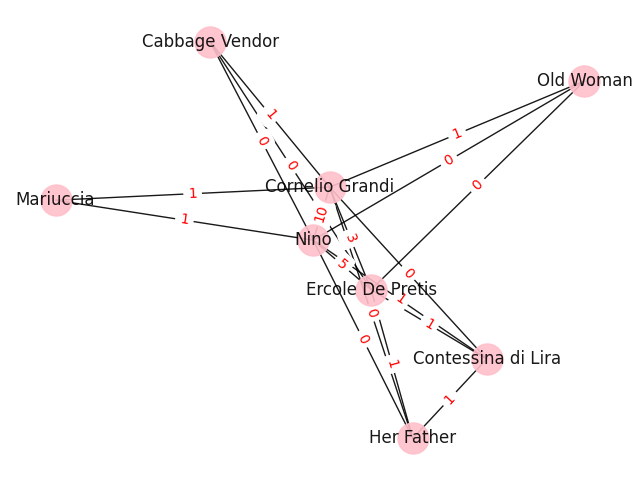 Cabbage Vendor
Old Woman
1
1
0
0
0
Cornelio Grandi
0
1
Mariuccia
10
1
3
Nino
5
0
Ercole De Pretis
1
0
1
0
Contessina di Lira
1
1
Her Father